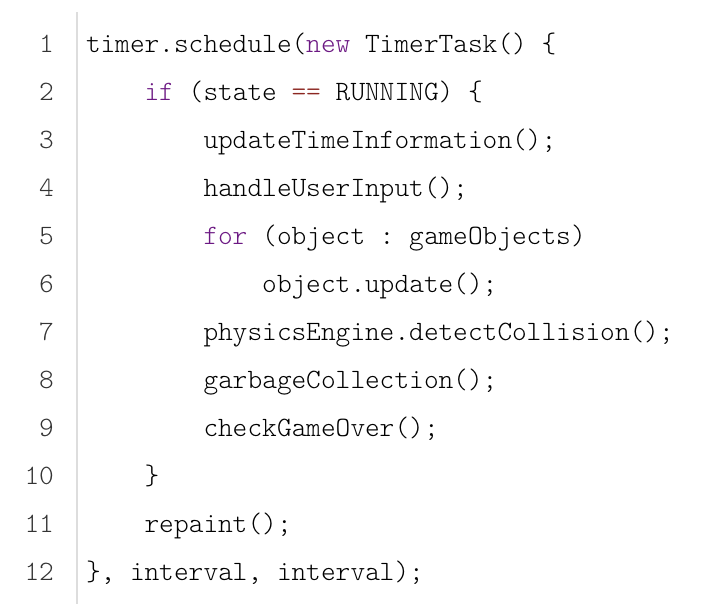 1 timer.schedule(new TimerTask() {
2     if (state == RUNNING) {
3         updateTimeInformation();
4         handleUserInput();
5         for (object : gameObjects)
6             object.update();
7         physicsEngine.detectCollision();
8         garbageCollection();
9         checkGameOver();
10     }
11     repaint();
12 }, interval, interval);